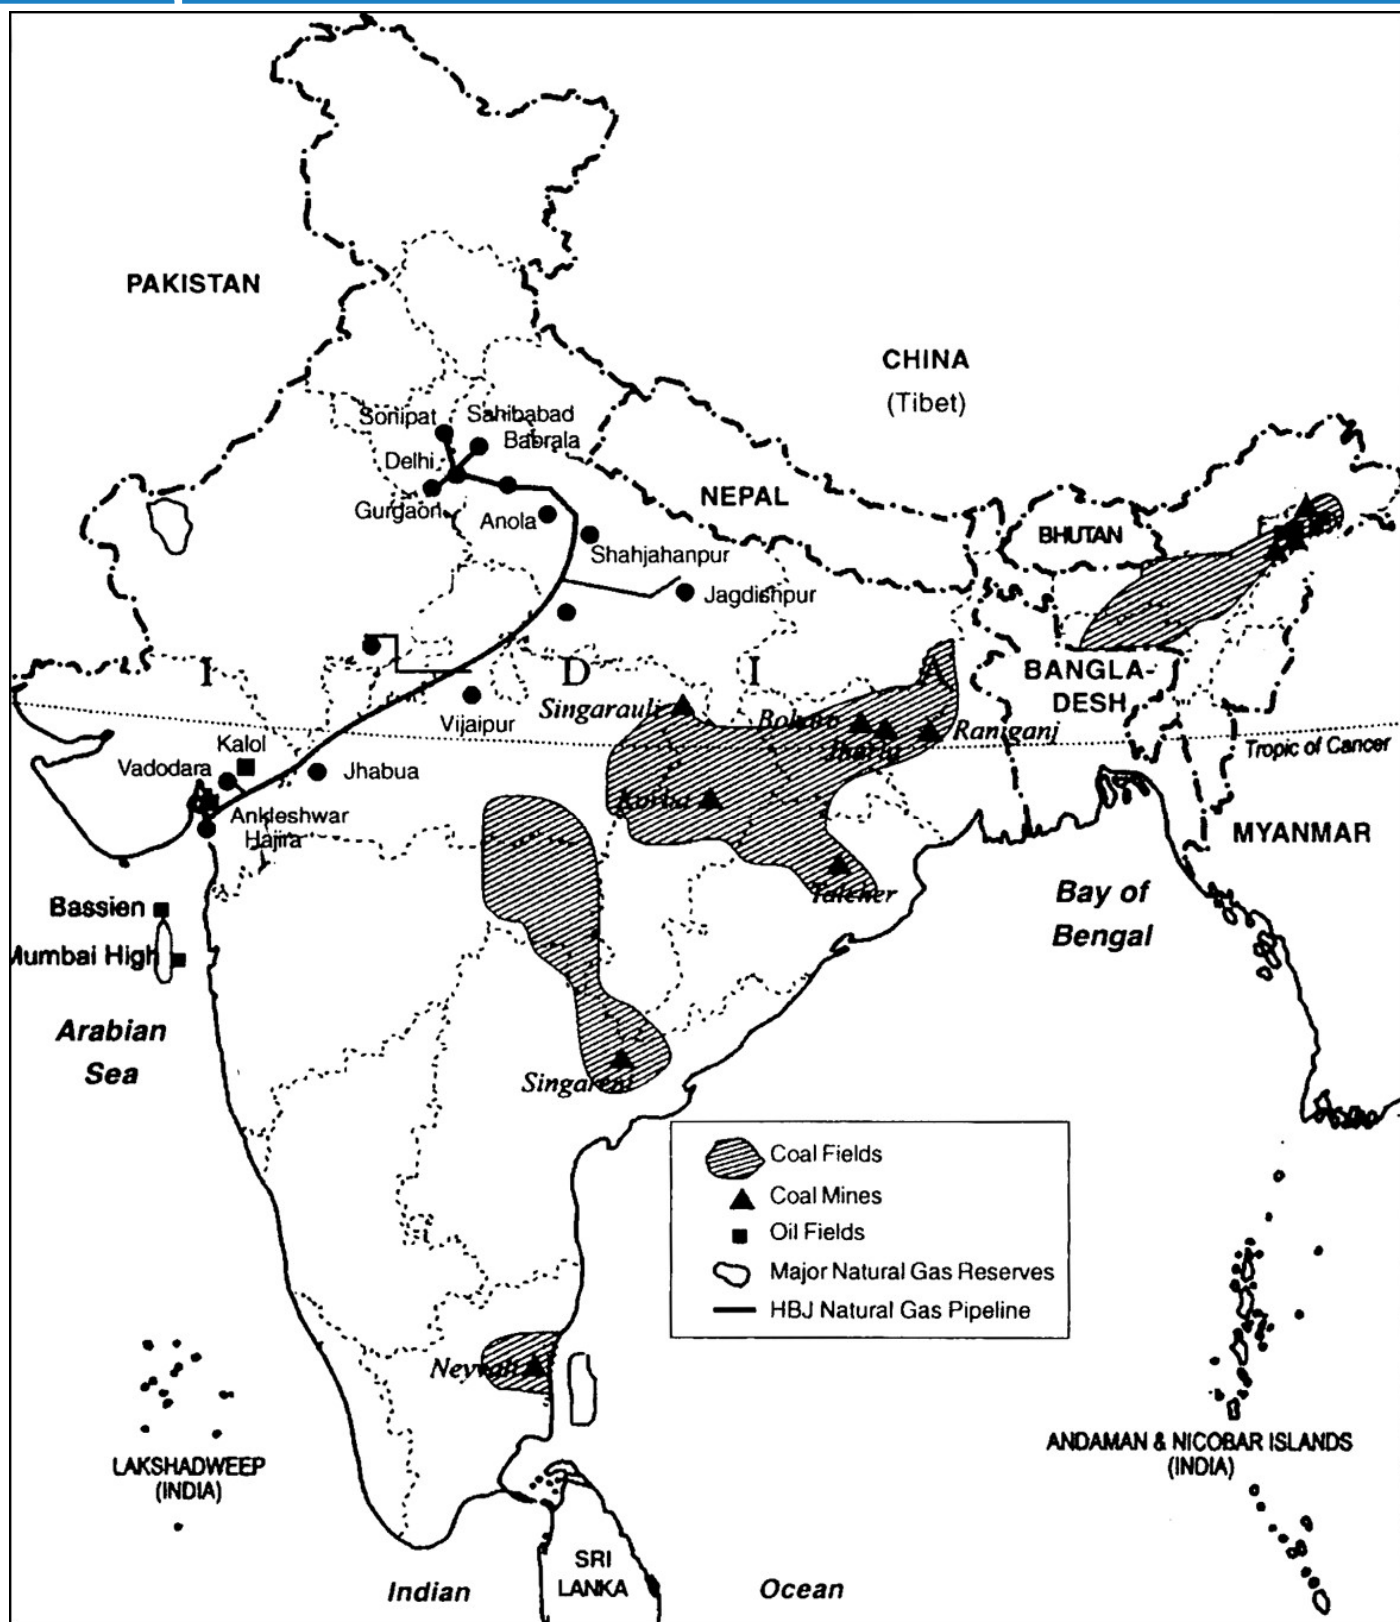 PAKISTAN
CHINA
(Tibet)
Sonipat
Sahibabad
Babrala
Delhi
Gurgaon
Anola
Shahjahanpur
NEPAL
BHUTAN
Jagdishpur
I
D
I
A
BANGLA-
DESH
Singarauli
Bokaro
Jharia
Raniganj
Vijaipur
Kalol
Vadodara
Jhabua
Tropic of Cancer
Korba
Ankleshwar
Hajira
MYANMAR
Talcher
Bassien
Mumbai High
Bay of
Bengal
Arabian
Sea
Singareni
Coal Fields
Coal Mines
Oil Fields
Major Natural Gas Reserves
HBJ Natural Gas Pipeline
Neyvali
LAKSHADWEEP
(INDIA)
ANDAMAN & NICOBAR ISLANDS
(INDIA)
SRI
LANKA
Indian
Ocean